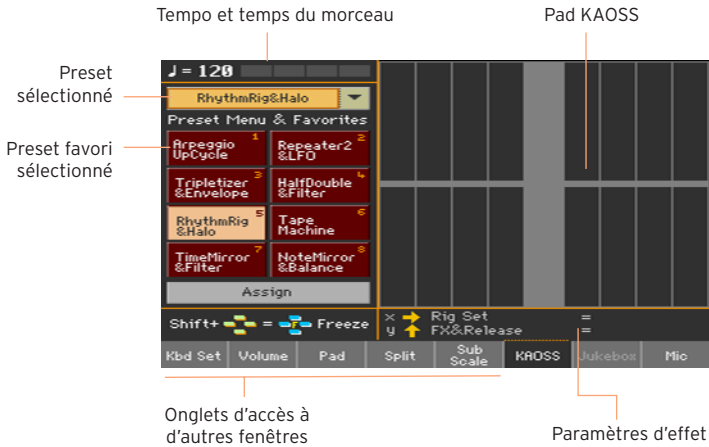 Tempo et temps du morceau
Pad KAOSS
Preset
sélectionné
Preset favori
sélectionné
♩= 120
RhythmRig&Halo
Preset Menu & Favorites
Arpeggio
UpCycle
1
Repeater2
&LFO
2
Tripletizer
&Envelope
3
HalfDouble
&Filter
4
RhythmRig
&Halo
5
Tape
Machine
6
TimeMirror
&Filter
7
NoteMirror
&Balance
8
Assign
Shift+ = F Freeze
x Rig Set =
y FX&Release =
Kbd Set Volume Pad Split Sub Scale KAOSS Jukebox Mic
Onglets d'accès à
d'autres fenêtres
Paramètres d'effet